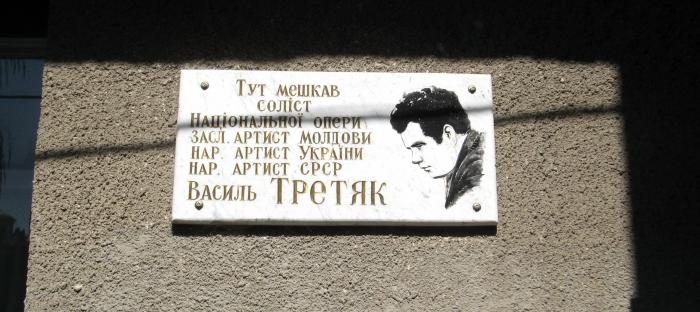 Тут мешкав
соліст
Національної опери
засл. артист Молдови
нар. артист України
нар. артист СРСР
Василь Третяк